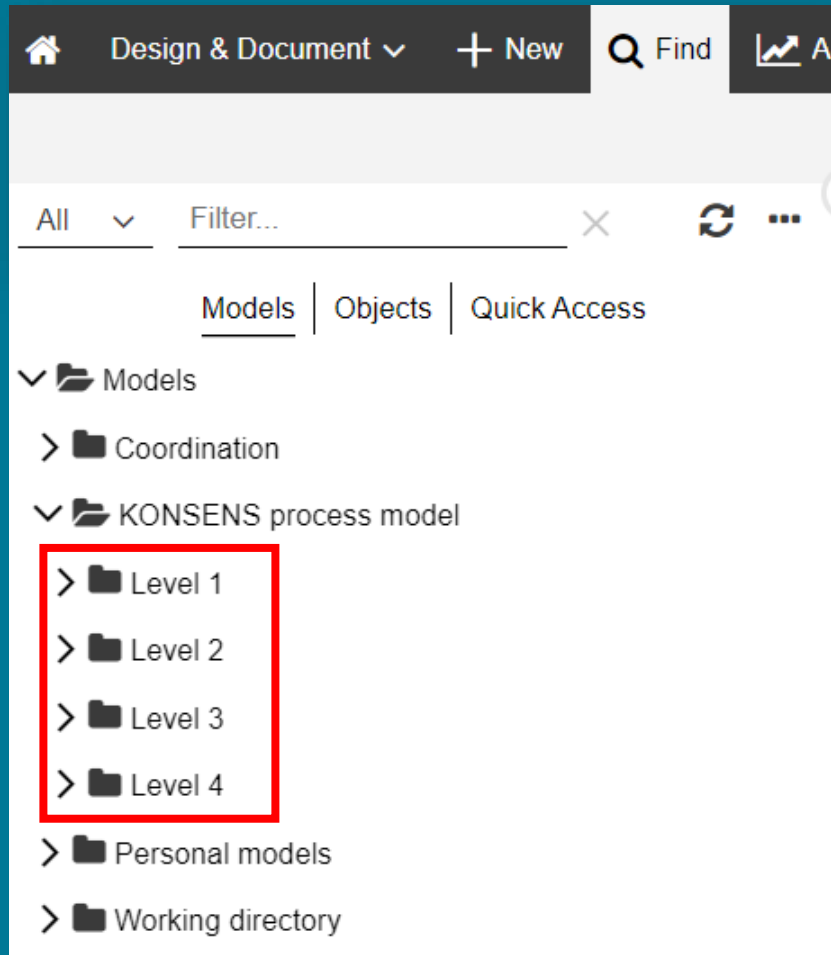 Design & Document New Find A
All Filter...
Models Objects Quick Access
Models
Coordination
KONSENS process model
Level 1
Level 2
Level 3
Level 4
Personal models
Working directory